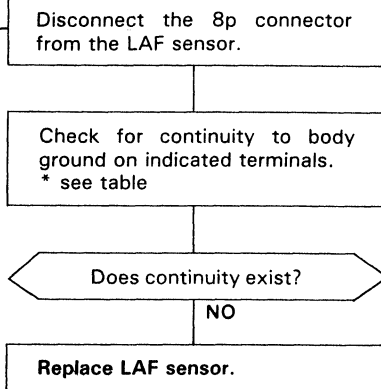 Disconnect the 8p connector
from the LAF sensor.
Check for continuity to body
ground on indicated terminals.
* see table
Does continuity exist?
NO
Replace LAF sensor.